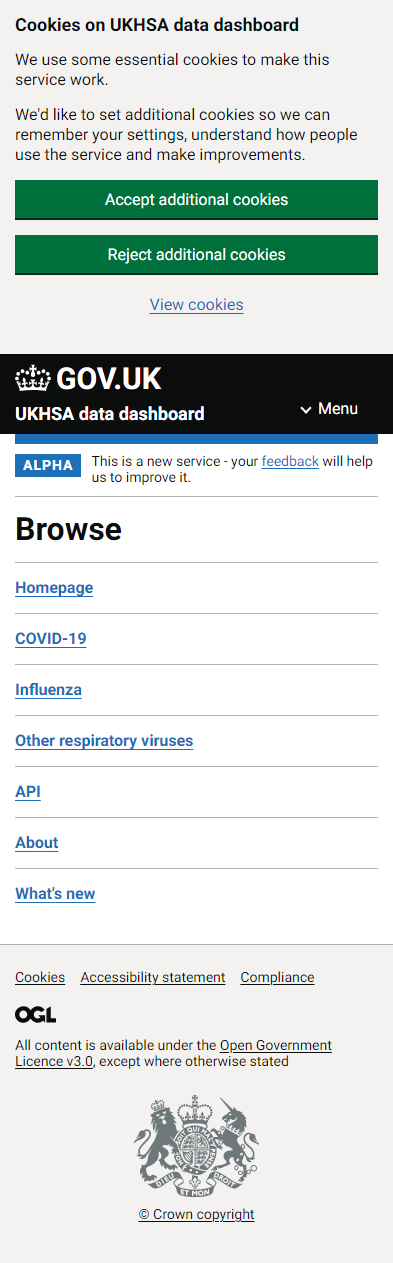 Cookies on UKHSA data dashboard
We use some essential cookies to make this
service work.
We'd like to set additional cookies so we can
remember your settings, understand how people
use the service and make improvements.
Accept additional cookies
Reject additional cookies
View cookies
GOV.UK
UKHSA data dashboard
Menu
ALPHA
This is a new service - your feedback will help
us to improve it.
Browse
Homepage
COVID-19
Influenza
Other respiratory viruses
API
About
What's new
Cookies Accessibility statement Compliance
OGL
All content is available under the Open Government
Licence v3.0, except where otherwise stated
DIEU ET MON DROIT
© Crown copyright